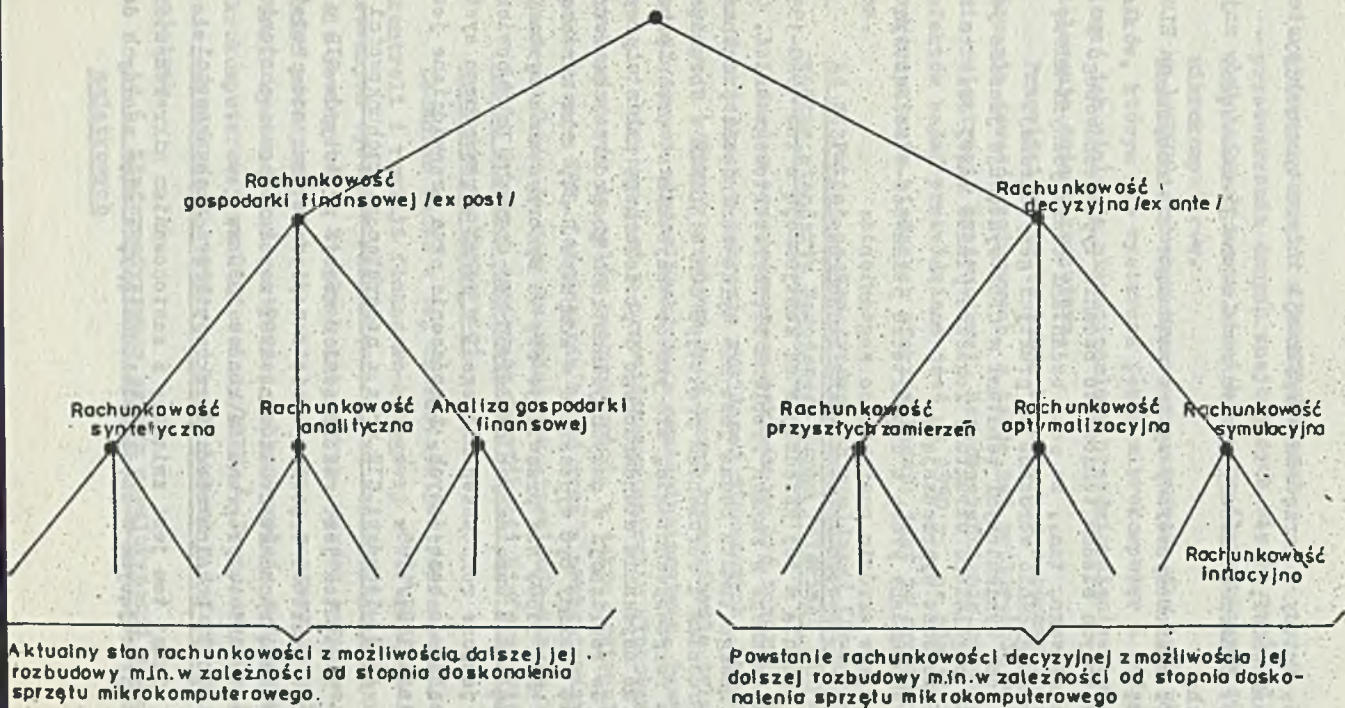 Rachunkowość
gospodarki finansowej /ex post/
Rachunkowość
decyzyjna /ex ante/
Rachunkowość
syntetyczna
Rachunkowość
analityczna
Analiza gospodarki
finansowej
Rachunkowość
przyszłych zamierzeń
Rachunkowość
optymalizacyjna
Rachunkowość
symulacyjna
Rachunkowość
inflacyjna
Aktualny stan rachunkowości z możliwością dalszej jej
rozbudowy m.in. w zależności od stopnia doskonalenia
sprzętu mikrokomputerowego.
Powstanie rachunkowości decyzyjnej z możliwością jej
dalszej rozbudowy m.in. w zależności od stopnia dosko-
nalenia sprzętu mikrokomputerowego